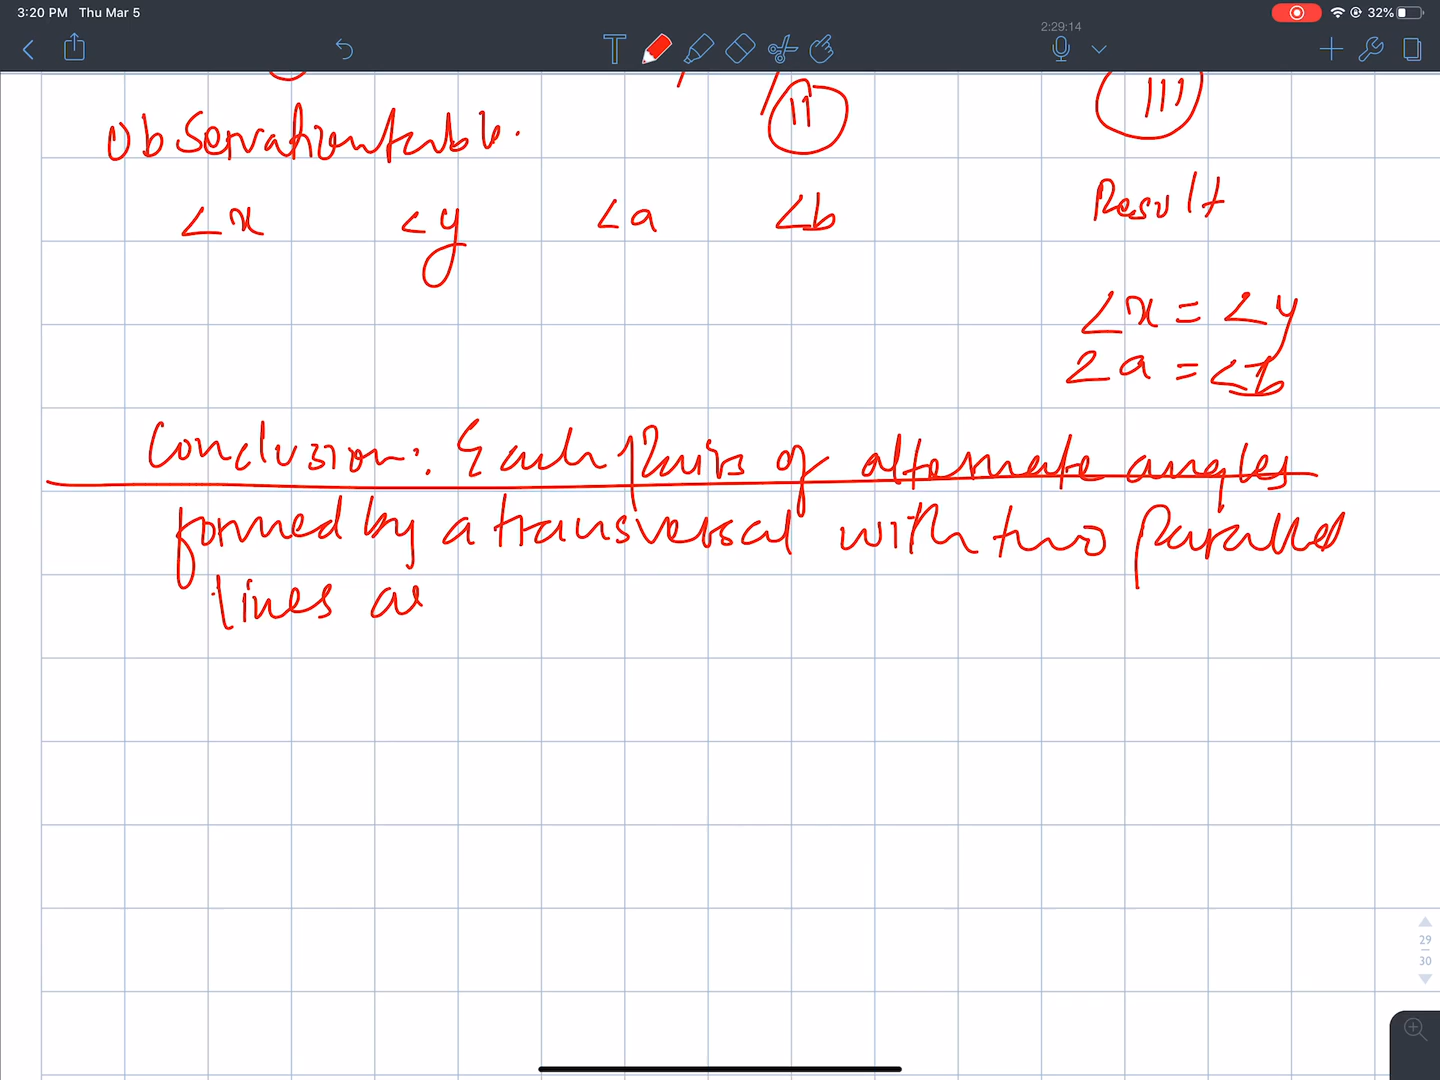 3:20 PM Thu Mar 5
32%
2:29:14
T
II
III
Observation table.
∠x ∠y ∠a ∠b Result
∠x = ∠y
∠a = ∠b
Conclusion: Each pairs of alternate angles
formed by a transversal with two parallel
lines are
29
30